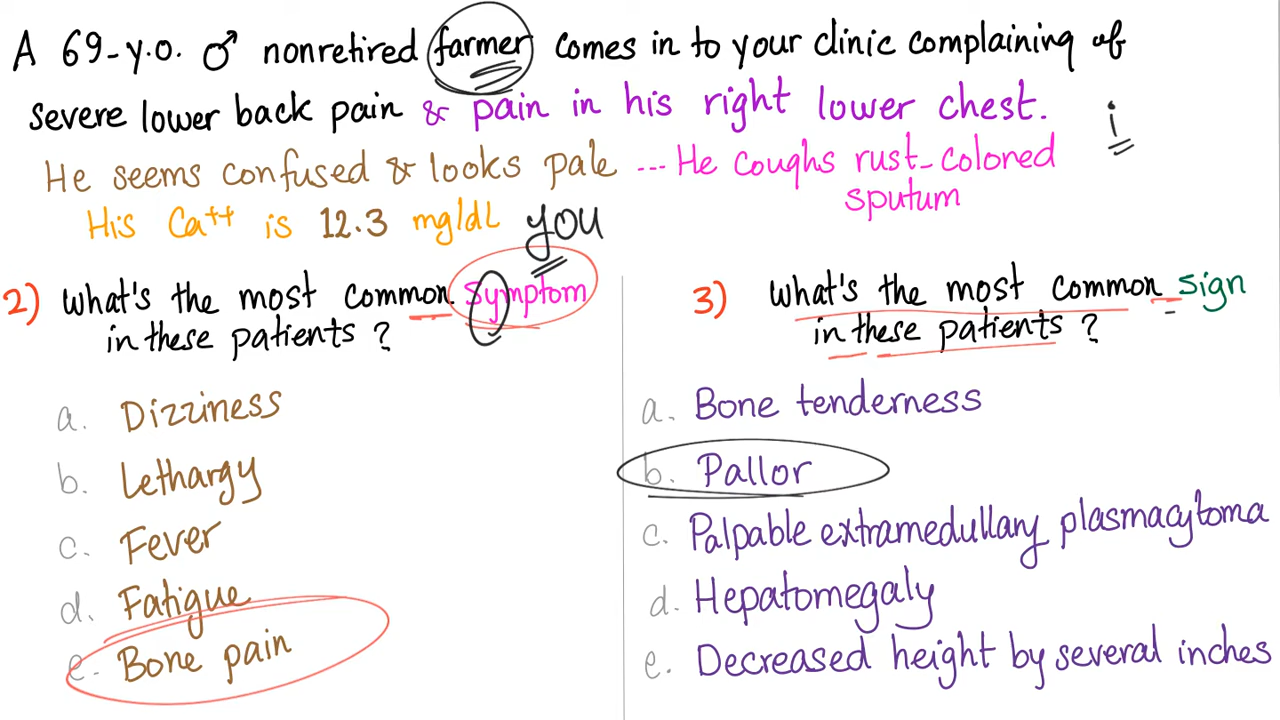 A 69-y.o. ♂ nonretired farmer comes in to your clinic complaining of
severe lower back pain & pain in his right lower chest.
i
He seems confused & looks pale ... He coughs rust-colored
sputum
His Ca++ is 12.3 mg/dL you
2) What's the most common symptom
in these patients?
a. Dizziness
b. Lethargy
c. Fever
d. Fatigue
e. Bone pain
3) What's the most common sign
in these patients?
a. Bone tenderness
b. Pallor
c. Palpable extramedullary plasmacytoma
d. Hepatomegaly
e. Decreased height by several inches